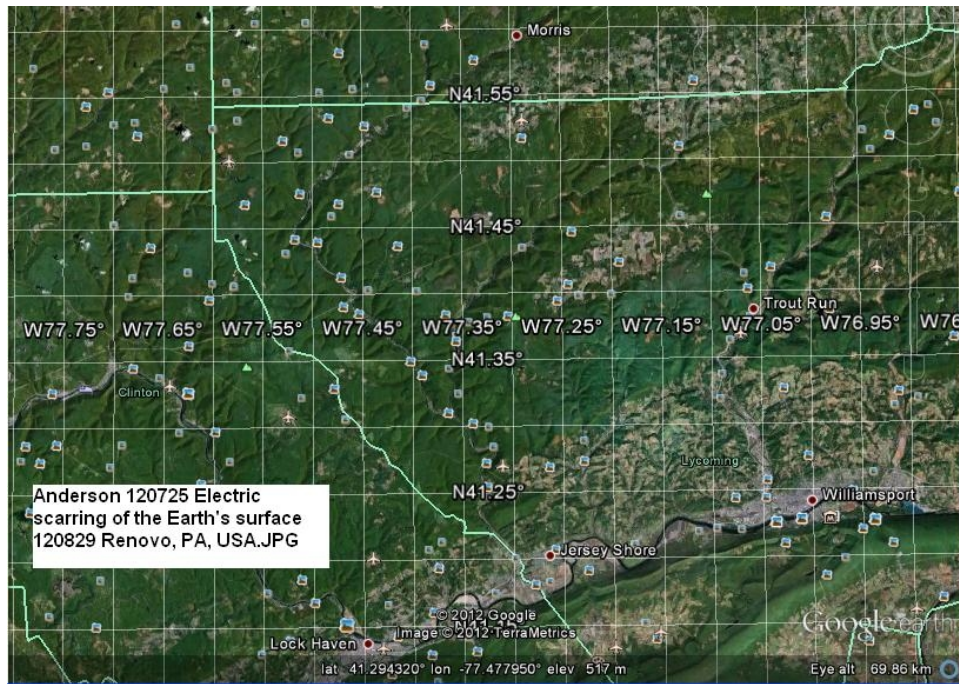 Morris
N41.55°
N41.45°
Trout Run
W77.75° W77.65° W77.55° W77.45° W77.35° W77.25° W77.15° W77.05° W76.95° W76
N41.35°
Clinton
Lycoming
N41.25°
Williamsport
Anderson 120725 Electric
scarring of the Earth's surface
120829 Renovo, PA, USA.JPG
Jersey Shore
© 2012 Google
Image © 2012 TerraMetrics
Google earth
Lock Haven
lat 41.294320° lon -77.477950° elev 517 m
Eye alt 69.86 km